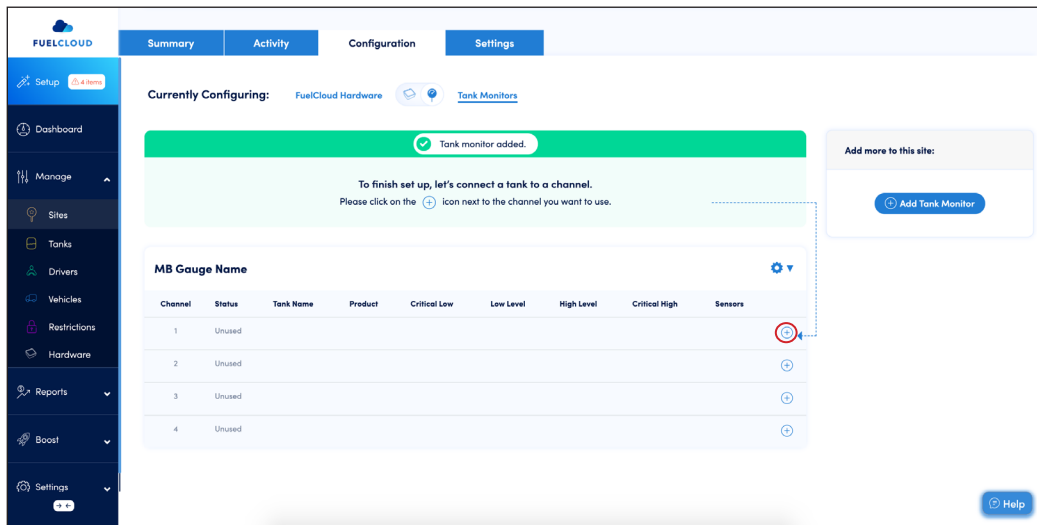 FUELCLOUD
Summary Activity Configuration Settings
Setup 4 items
Currently Configuring: FuelCloud Hardware Tank Monitors
Dashboard
Tank monitor added.
Add more to this site:
Manage
To finish set up, let's connect a tank to a channel.
Please click on the + icon next to the channel you want to use.
Add Tank Monitor
Sites
Tanks
Drivers
Vehicles
Restrictions
Hardware
Reports
Boost
Settings
MB Gauge Name
Channel Status Tank Name Product Critical Low Low Level High Level Critical High Sensors
1 Unused
2 Unused
3 Unused
4 Unused
Help